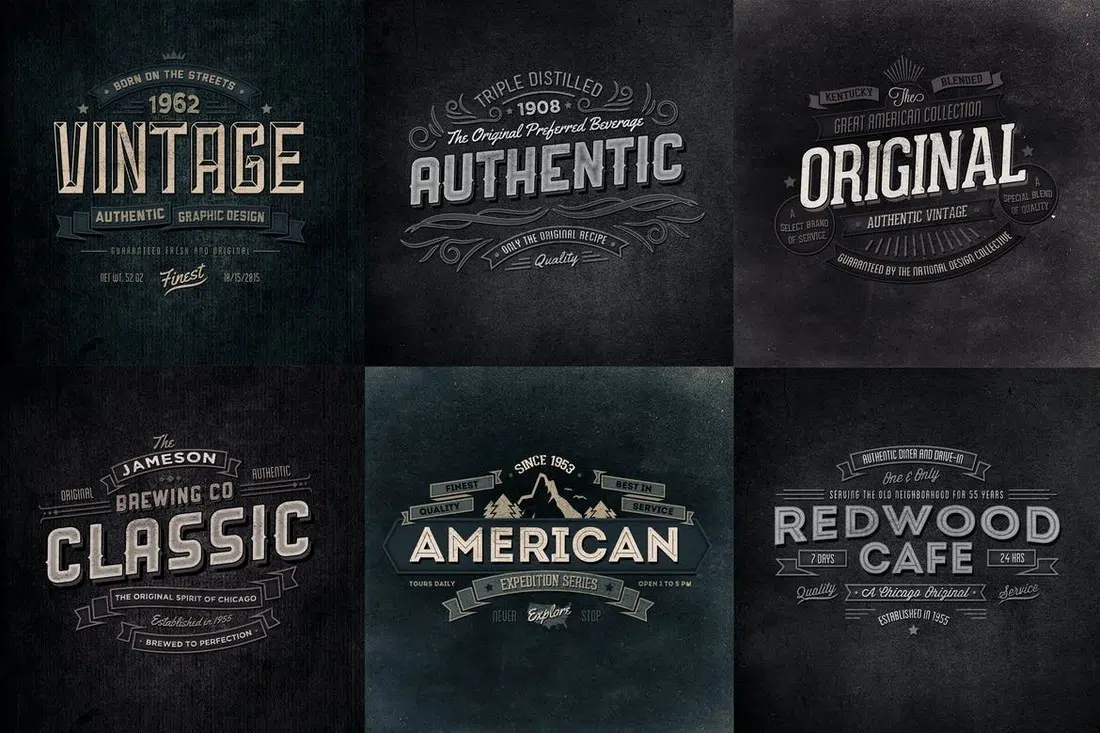 BORN ON THE STREETS
1962
VINTAGE
AUTHENTIC GRAPHIC DESIGN
GUARANTEED FRESH AND ORIGINAL
NET WT. 52 OZ Finest 10/15/2015
TRIPLE DISTILLED
1908
The Original Preferred Beverage
AUTHENTIC
ONLY THE ORIGINAL RECIPE
Quality
KENTUCKY The BLENDED
GREAT AMERICAN COLLECTION
ORIGINAL
AUTHENTIC VINTAGE
A
SELECT BRAND
OF SERVICE
A
SPECIAL BLEND
OF QUALITY
GUARANTEED BY THE NATIONAL DESIGN COLLECTIVE
The
JAMESON
ORIGINAL AUTHENTIC
BREWING CO
CLASSIC
THE ORIGINAL SPIRIT OF CHICAGO
Established in 1955
BREWED TO PERFECTION
SINCE 1953
FINEST BEST IN
QUALITY SERVICE
AMERICAN
TOURS DAILY EXPEDITION SERIES OPEN 1 TO 5 PM
NEVER Explore STOP
AUTHENTIC DINER AND DRIVE-IN
One & Only
SERVING THE OLD NEIGHBORHOOD FOR 55 YEARS
REDWOOD
7 DAYS CAFE 24 HRS
Quality A Chicago Original Service
ESTABLISHED IN 1955